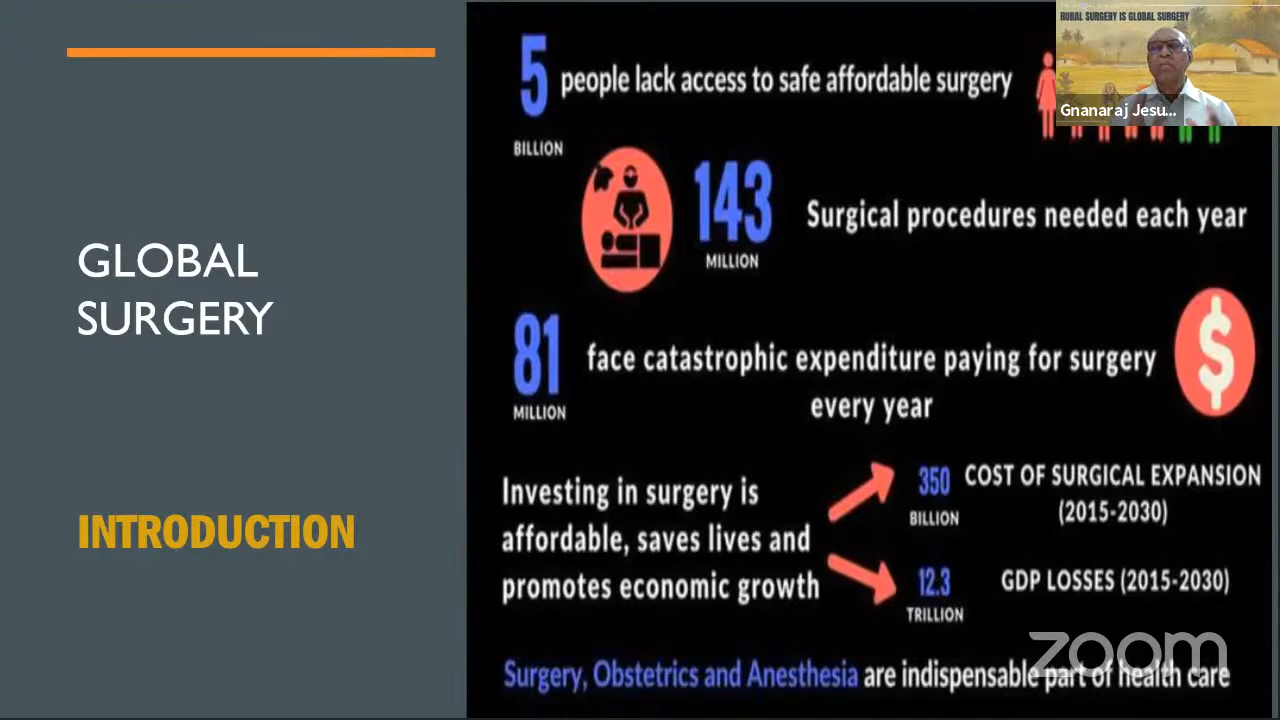 RURAL SURGERY IS GLOBAL SURGERY
Gnanaraj Jesu...
GLOBAL
SURGERY
INTRODUCTION
5
BILLION
people lack access to safe affordable surgery
143
MILLION
Surgical procedures needed each year
81
MILLION
face catastrophic expenditure paying for surgery
every year
$
Investing in surgery is
affordable, saves lives and
promotes economic growth
350
BILLION
COST OF SURGICAL EXPANSION
(2015-2030)
12.3
TRILLION
GDP LOSSES (2015-2030)
Surgery, Obstetrics and Anesthesia are indispensable part of health care
zoom